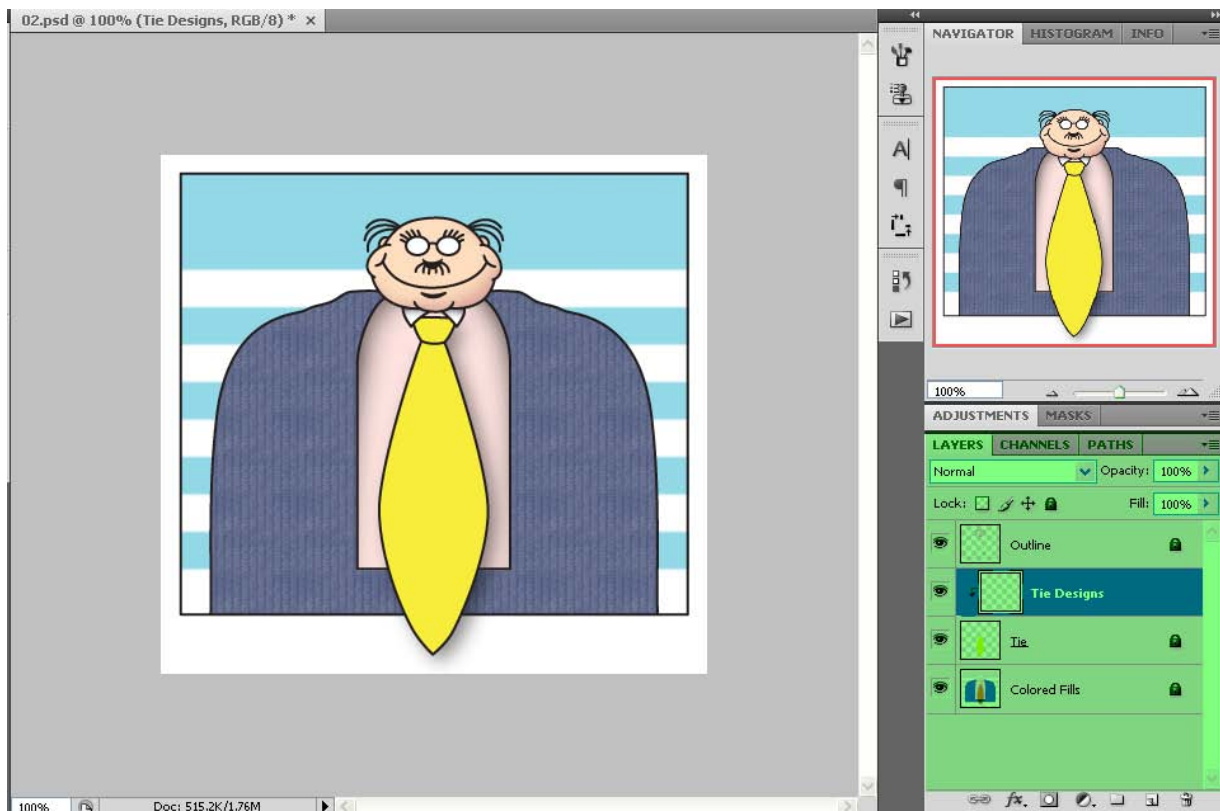 02.psd @ 100% (Tie Designs, RGB/8) * x
NAVIGATOR HISTOGRAM INFO
100%
ADJUSTMENTS MASKS
LAYERS CHANNELS PATHS
Normal Opacity: 100%
Lock: Fill: 100%
Outline
Tie Designs
Tie
Colored Fills
100% Doc: 515.2K/1.76M